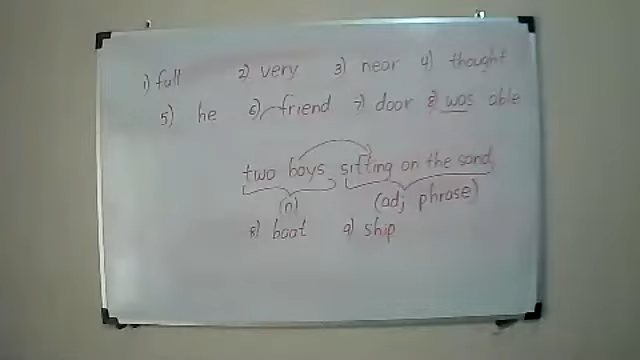 1) full 2) very 3) near 4) thought
5) he 6) friend 7) door 8) was able
two boys sitting on the sand
(n) (adj phrase)
8) boat 9) ship